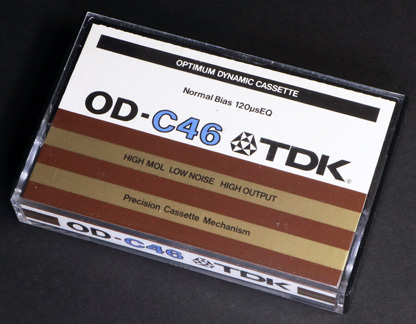 OPTIMUM DYNAMIC CASSETTE
Normal Bias 120µsEQ
OD-C46 TDK®
HIGH MOL LOW NOISE HIGH OUTPUT
Precision Cassette Mechanism
OD-C46 TDK